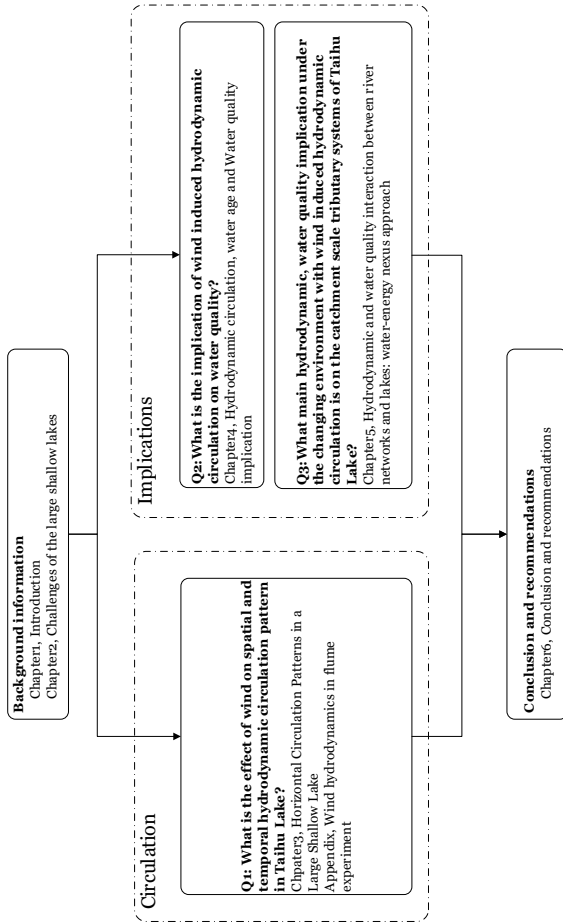 Background information
Chapter1, Introduction
Chapter2, Challenges of the large shallow lakes
Circulation
Q1: What is the effect of wind on spatial and
temporal hydrodynamic circulation pattern
in Taihu Lake?
Chpater3, Horizontal Circulation Patterns in a
Large Shallow Lake
Appendix, Wind hydrodynamics in flume
experiment
Implications
Q2: What is the implication of wind induced hydrodynamic
circulation on water quality?
Chapter4, Hydrodynamic circulation, water age and Water quality
implication
Q3: What main hydrodynamic, water quality implication under
the changing environment with wind induced hydrodynamic
circulation is on the catchment scale tributary systems of Taihu
Lake?
Chapter5, Hydrodynamic and water quality interaction between river
networks and lakes: water-energy nexus approach
Conclusion and recommendations
Chapter6, Conclusion and recommendations